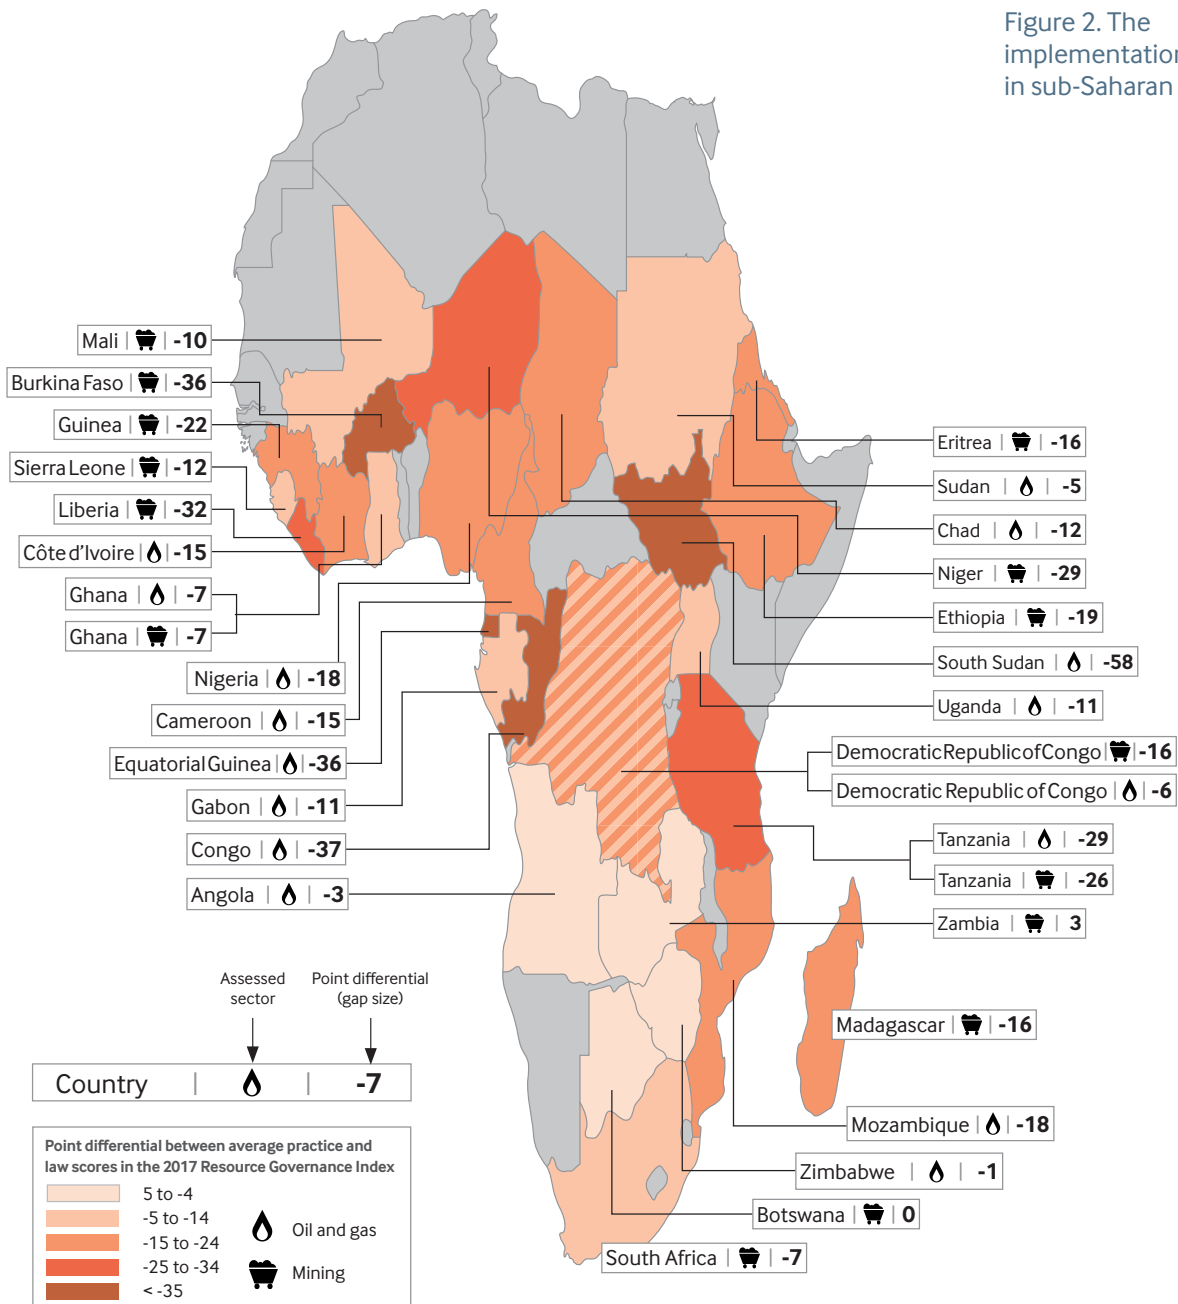 Figure 2. The
implementation
in sub-Saharan
Mali | | -10
Burkina Faso | | -36
Guinea | | -22
Sierra Leone | | -12
Liberia | | -32
Côte d'Ivoire | | -15
Ghana | | -7
Ghana | | -7
Nigeria | | -18
Cameroon | | -15
Equatorial Guinea | | -36
Gabon | | -11
Congo | | -37
Angola | | -3
Eritrea | | -16
Sudan | | -5
Chad | | -12
Niger | | -29
Ethiopia | | -19
South Sudan | | -58
Uganda | | -11
Democratic Republic of Congo | | -16
Democratic Republic of Congo | | -6
Tanzania | | -29
Tanzania | | -26
Zambia | | 3
Madagascar | | -16
Mozambique | | -18
Zimbabwe | | -1
Botswana | | 0
South Africa | | -7
Assessed
sector
Point differential
(gap size)
Country | | -7
Point differential between average practice and
law scores in the 2017 Resource Governance Index
5 to -4
-5 to -14
-15 to -24
-25 to -34
< -35
Oil and gas
Mining